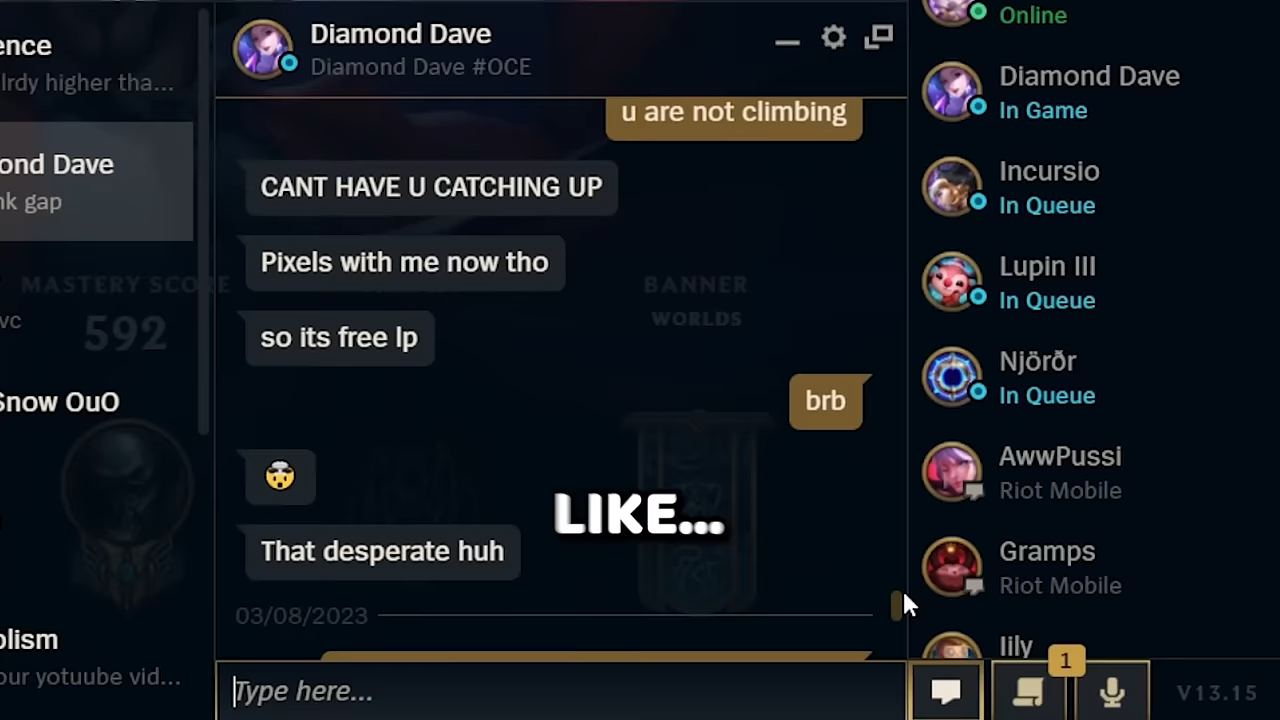 ence
lrdy higher tha...
ond Dave
nk gap
MASTERY SCORE
592
vc
Snow OuO
olism
our yotuube vid...
Diamond Dave
Diamond Dave #OCE
u are not climbing
CANT HAVE U CATCHING UP
Pixels with me now tho
so its free lp
BANNER
WORLDS
brb
🤯
LIKE...
That desperate huh
03/08/2023
Type here...
Online
Diamond Dave
In Game
Incursio
In Queue
Lupin III
In Queue
Njörðr
In Queue
AwwPussi
Riot Mobile
Gramps
Riot Mobile
lily
1
V13.15